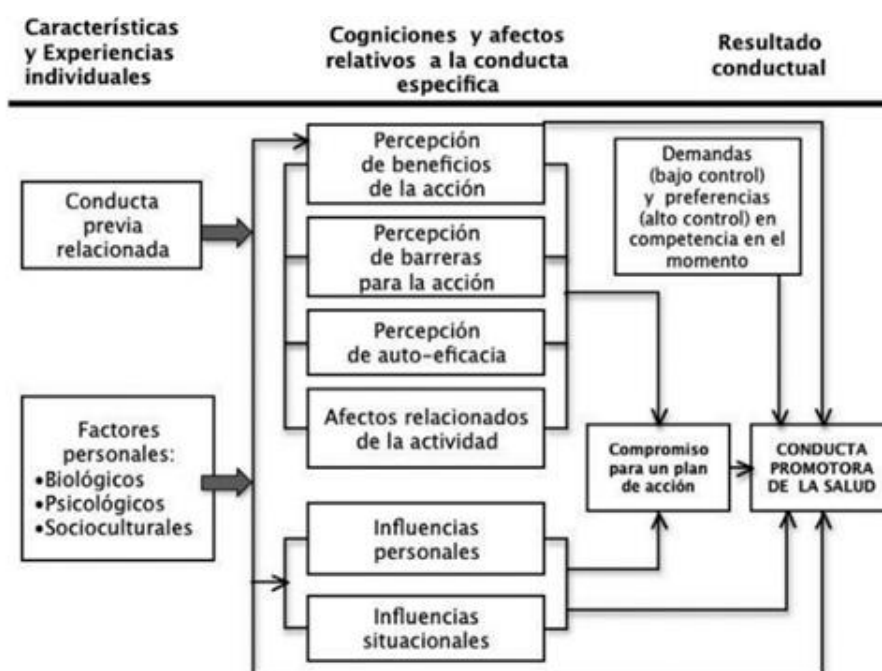 Características
y Experiencias
individuales
Cogniciones y afectos
relativos a la conducta
especifica
Resultado
conductual
Conducta
previa
relacionada
Factores
personales:
•Biológicos
•Psicológicos
•Socioculturales
Percepción
de beneficios
de la acción
Percepción
de barreras
para la acción
Percepción
de auto-eficacia
Afectos relacionados
de la actividad
Influencias
personales
Influencias
situacionales
Demandas
(bajo control)
y preferencias
(alto control) en
competencia en el
momento
Compromiso
para un plan
de acción
CONDUCTA
PROMOTORA
DE LA SALUD